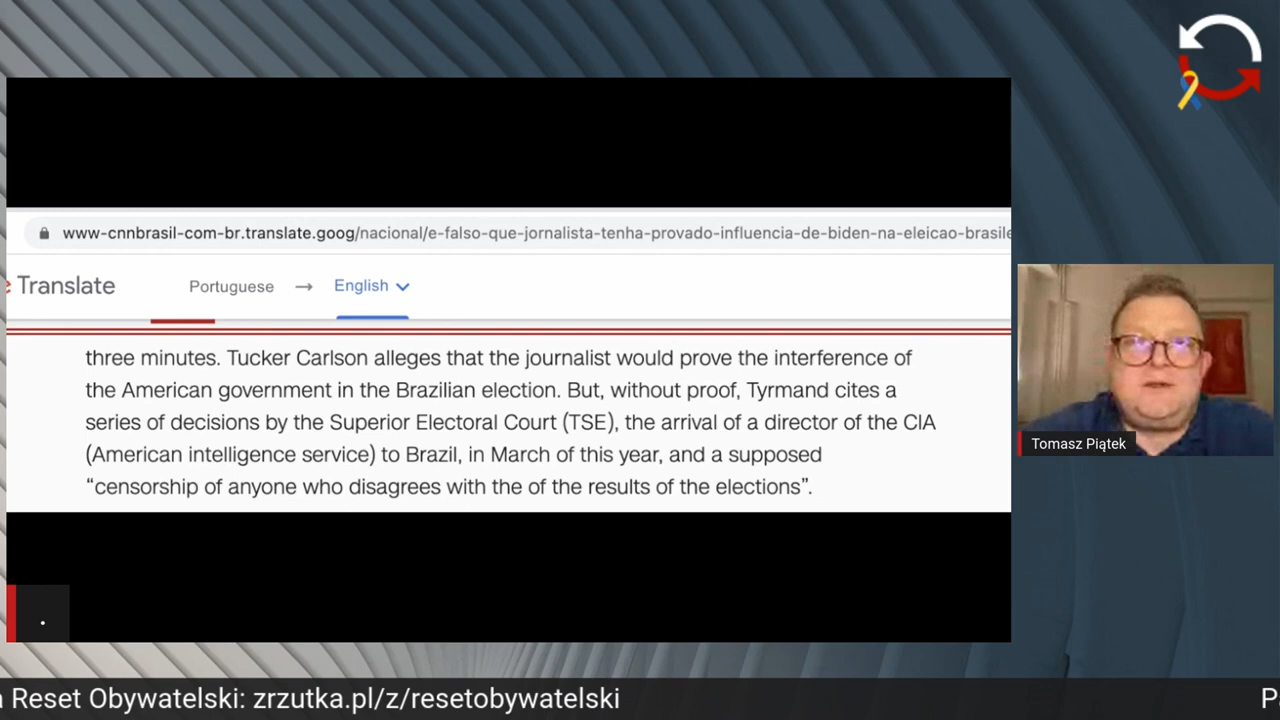 www-cnnbrasil-com-br.translate.goog/nacional/e-falso-que-jornalista-tenha-provado-influencia-de-biden-na-eleicao-brasile
Translate
Portuguese → English
three minutes. Tucker Carlson alleges that the journalist would prove the interference of
the American government in the Brazilian election. But, without proof, Tyrmand cites a
series of decisions by the Superior Electoral Court (TSE), the arrival of a director of the CIA
(American intelligence service) to Brazil, in March of this year, and a supposed
“censorship of anyone who disagrees with the of the results of the elections”.
Tomasz Piątek
.
a Reset Obywatelski: zrzutka.pl/z/resetobywatelski